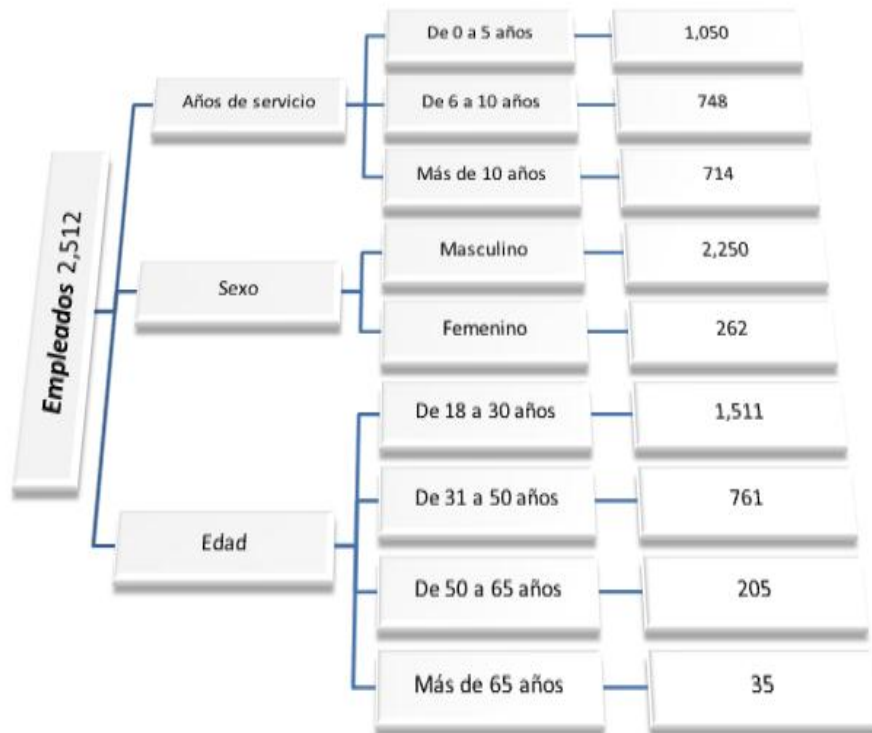 Empleados 2,512
Años de servicio
De 0 a 5 años
1,050
De 6 a 10 años
748
Más de 10 años
714
Sexo
Masculino
2,250
Femenino
262
Edad
De 18 a 30 años
1,511
De 31 a 50 años
761
De 50 a 65 años
205
Más de 65 años
35